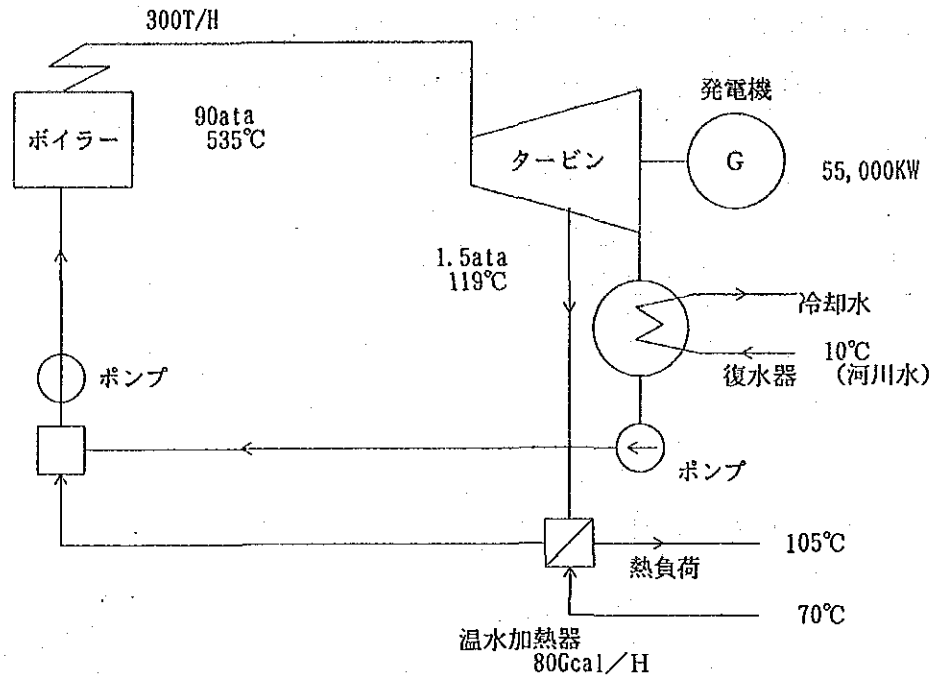 300T/H
発電機
90ata
535℃
ボイラー
タービン
G
55,000KW
1.5ata
119℃
冷却水
10℃
復水器
(河川水)
ポンプ
ポンプ
105℃
熱負荷
70℃
温水加熱器
80Gcal/H